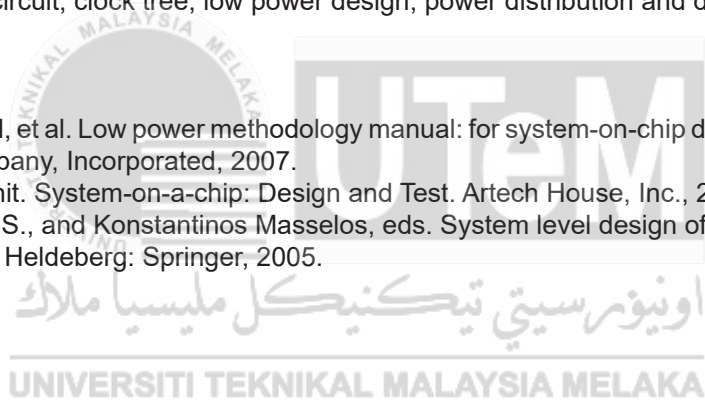 circuit, clock tree, low power design, power distribution and d
MALAYSIA
MELAKA
UTeM
l, et al. Low power methodology manual: for system-on-chip d
pany, Incorporated, 2007.
nit. System-on-a-chip: Design and Test. Artech House, Inc., 2
S., and Konstantinos Masselos, eds. System level design of
Heldeberg: Springer, 2005.
اونيۏرسيتي تيكنيكل مليسيا ملاك
UNIVERSITI TEKNIKAL MALAYSIA MELAKA